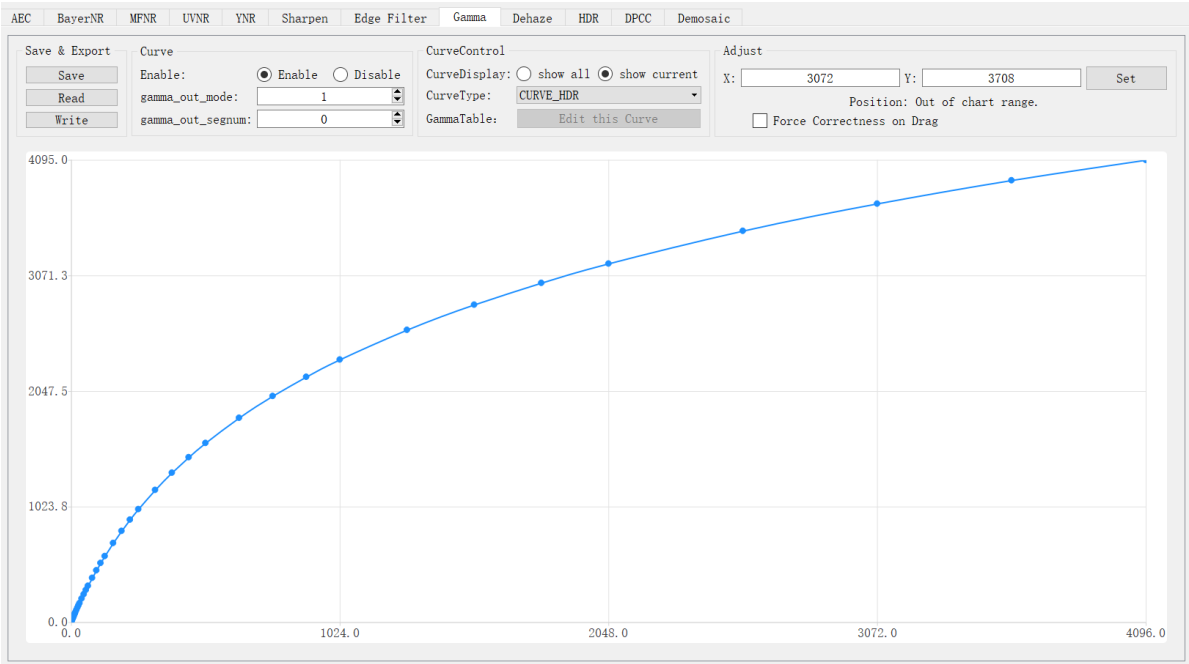 AEC BayerNR MFNR UVNR YNR Sharpen Edge Filter Gamma Dehaze HDR DPCC Demosaic
Save & Export
Save
Read
Write
Curve
Enable: Enable Disable
gamma_out_mode: 1
gamma_out_segnum: 0
CurveControl
CurveDisplay: show all show current
CurveType: CURVE_HDR
GammaTable: Edit this Curve
Adjust
X: 3072 Y: 3708 Set
Position: Out of chart range.
Force Correctness on Drag
4095.0
3071.3
2047.5
1023.8
0.0
0.0 1024.0 2048.0 3072.0 4096.0